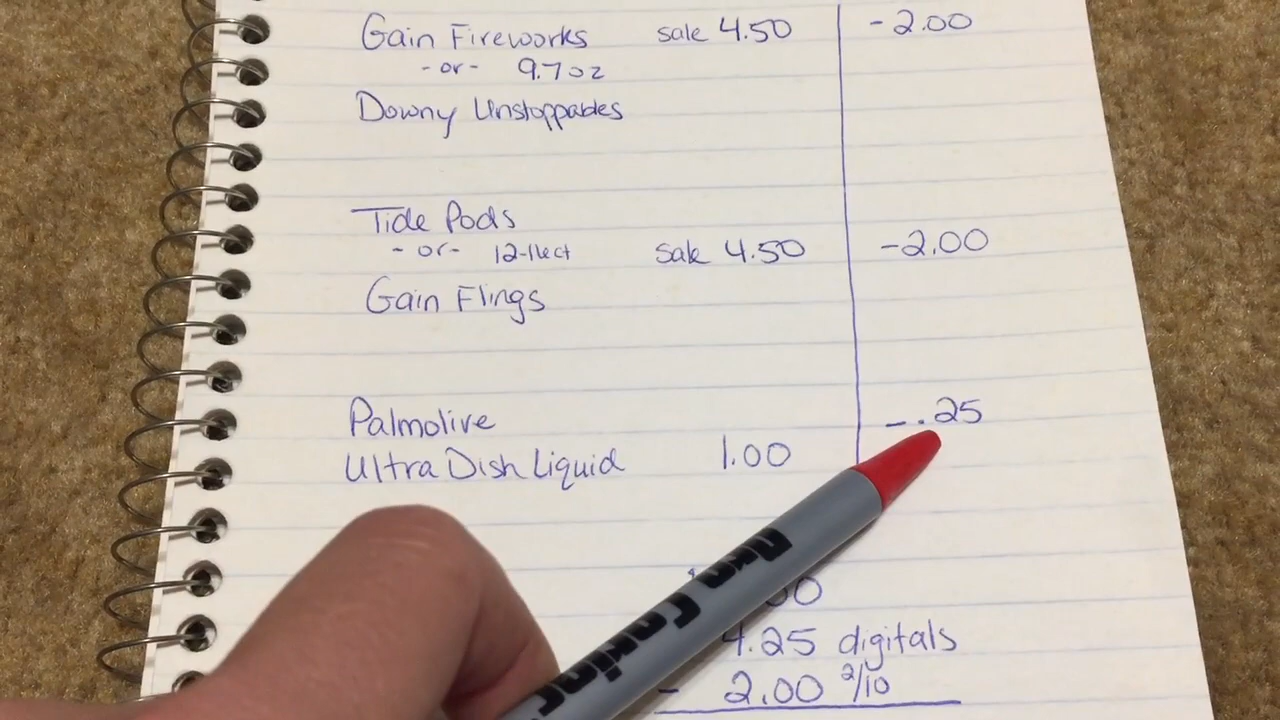 Gain Fireworks sale 4.50 -2.00
- or - 9.7oz
Downy Unstoppables
Tide Pods
- or - 12-16ct sale 4.50 -2.00
Gain Flings
Palmolive -.25
Ultra Dish Liquid 1.00
4.25 digitals
- 2.00 2/10